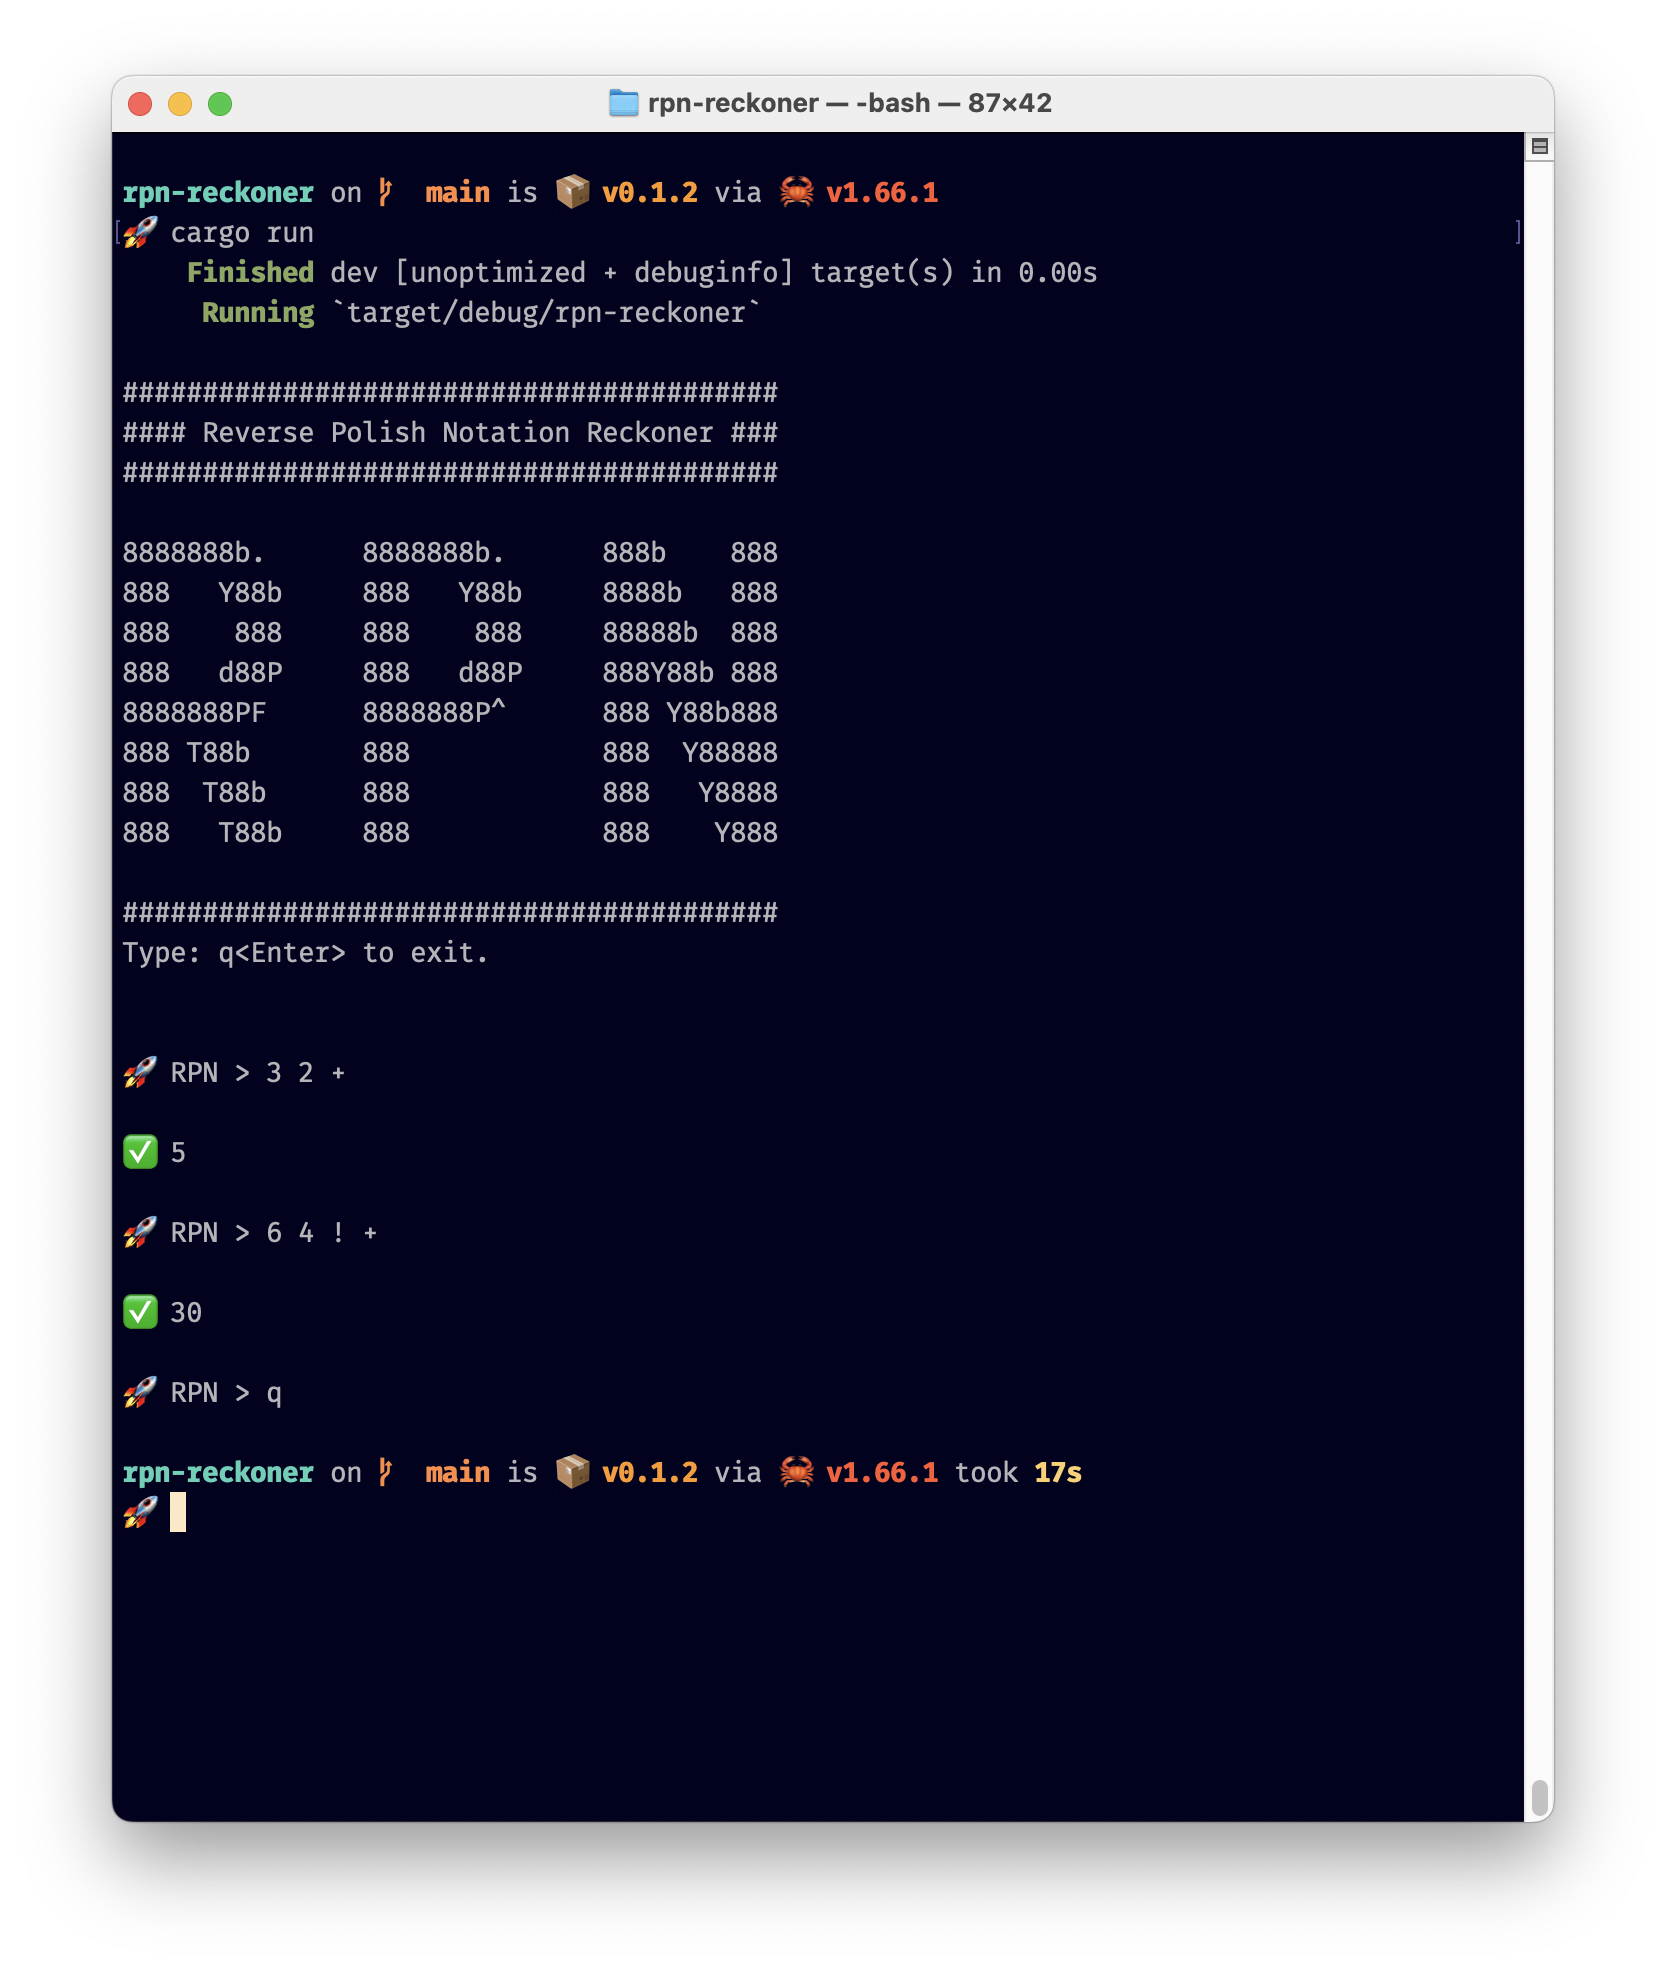 rpn-reckoner — -bash — 87×42
rpn-reckoner on main is 📦 v0.1.2 via 🦀 v1.66.1
[🚀 cargo run ]
    Finished dev [unoptimized + debuginfo] target(s) in 0.00s
     Running `target/debug/rpn-reckoner`
#########################################
#### Reverse Polish Notation Reckoner ###
#########################################
8888888b.      8888888b.      888b    888
888   Y88b     888   Y88b     8888b   888
888    888     888    888     88888b  888
888   d88P     888   d88P     888Y88b 888
8888888PF      8888888P^      888 Y88b888
888 T88b       888            888  Y88888
888  T88b      888            888   Y8888
888   T88b     888            888    Y888
#########################################
Type: q<Enter> to exit.
🚀 RPN > 3 2 +
✅ 5
🚀 RPN > 6 4 ! +
✅ 30
🚀 RPN > q
rpn-reckoner on main is 📦 v0.1.2 via 🦀 v1.66.1 took 17s
🚀